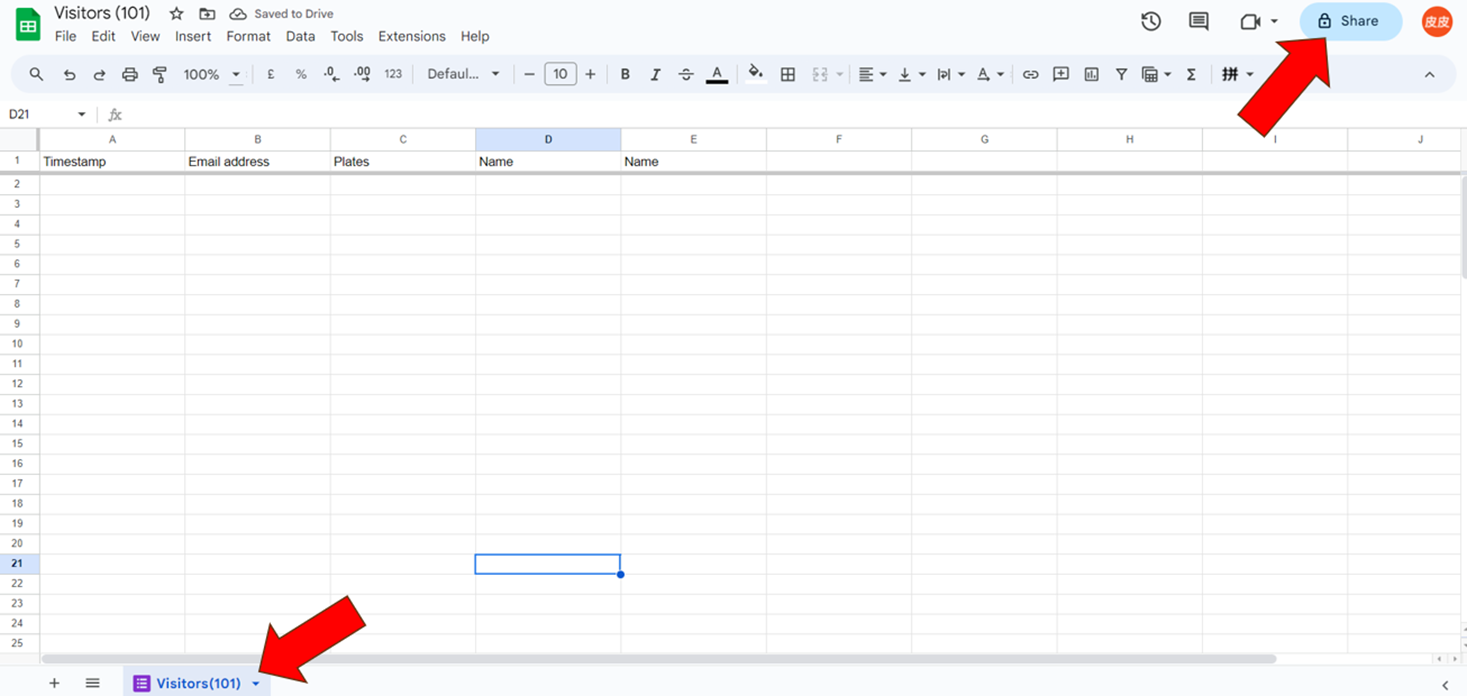 Visitors (101) Saved to Drive
File Edit View Insert Format Data Tools Extensions Help
Share
皮皮
100% £ % .0 .00 123 Defaul... 10 B I S A A Σ 拼
D21 fx
A B C D E F G H I J
1 Timestamp Email address Plates Name Name
2
3
4
5
6
7
8
9
10
11
12
13
14
15
16
17
18
19
20
21
22
23
24
25
Visitors(101)